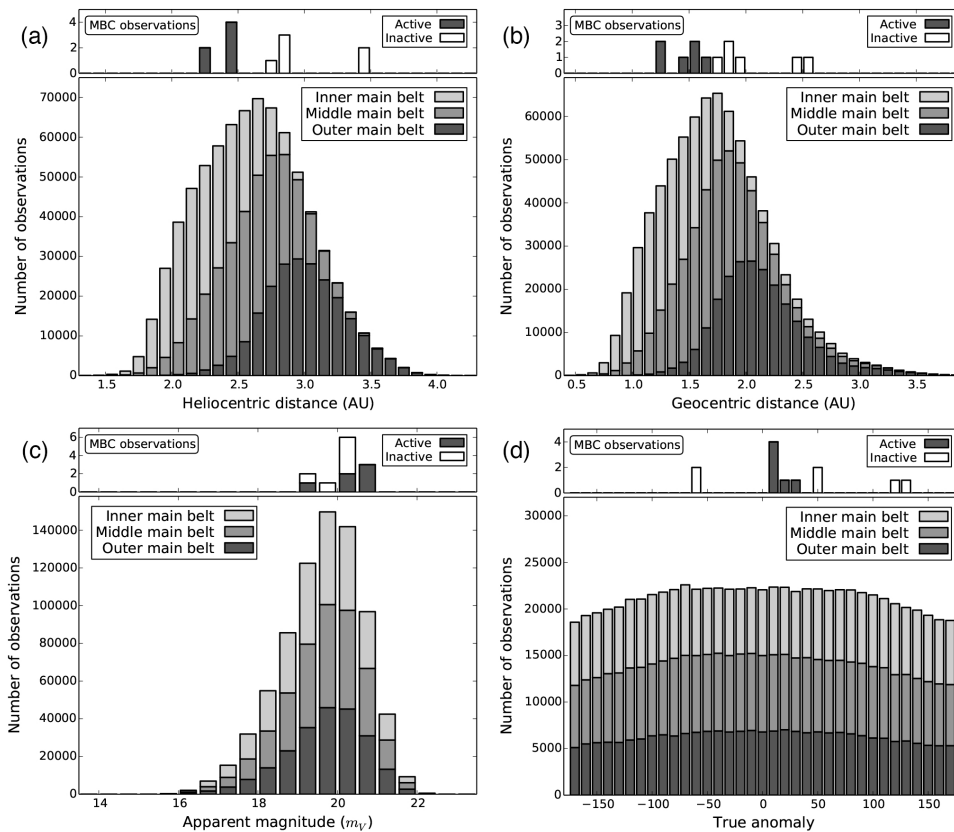 (a)
MBC observations
Active
Inactive
4
2
0
Inner main belt
Middle main belt
Outer main belt
Number of observations
70000
60000
50000
40000
30000
20000
10000
0
1.5 2.0 2.5 3.0 3.5 4.0
Heliocentric distance (AU)
(b)
MBC observations
Active
Inactive
3
2
1
0
Inner main belt
Middle main belt
Outer main belt
Number of observations
60000
50000
40000
30000
20000
10000
0
0.5 1.0 1.5 2.0 2.5 3.0 3.5
Geocentric distance (AU)
(c)
MBC observations
Active
Inactive
6
4
2
0
Inner main belt
Middle main belt
Outer main belt
Number of observations
140000
120000
100000
80000
60000
40000
20000
0
14 16 18 20 22
Apparent magnitude (m_V)
(d)
MBC observations
Active
Inactive
4
2
0
Inner main belt
Middle main belt
Outer main belt
Number of observations
30000
25000
20000
15000
10000
5000
0
−150 −100 −50 0 50 100 150
True anomaly